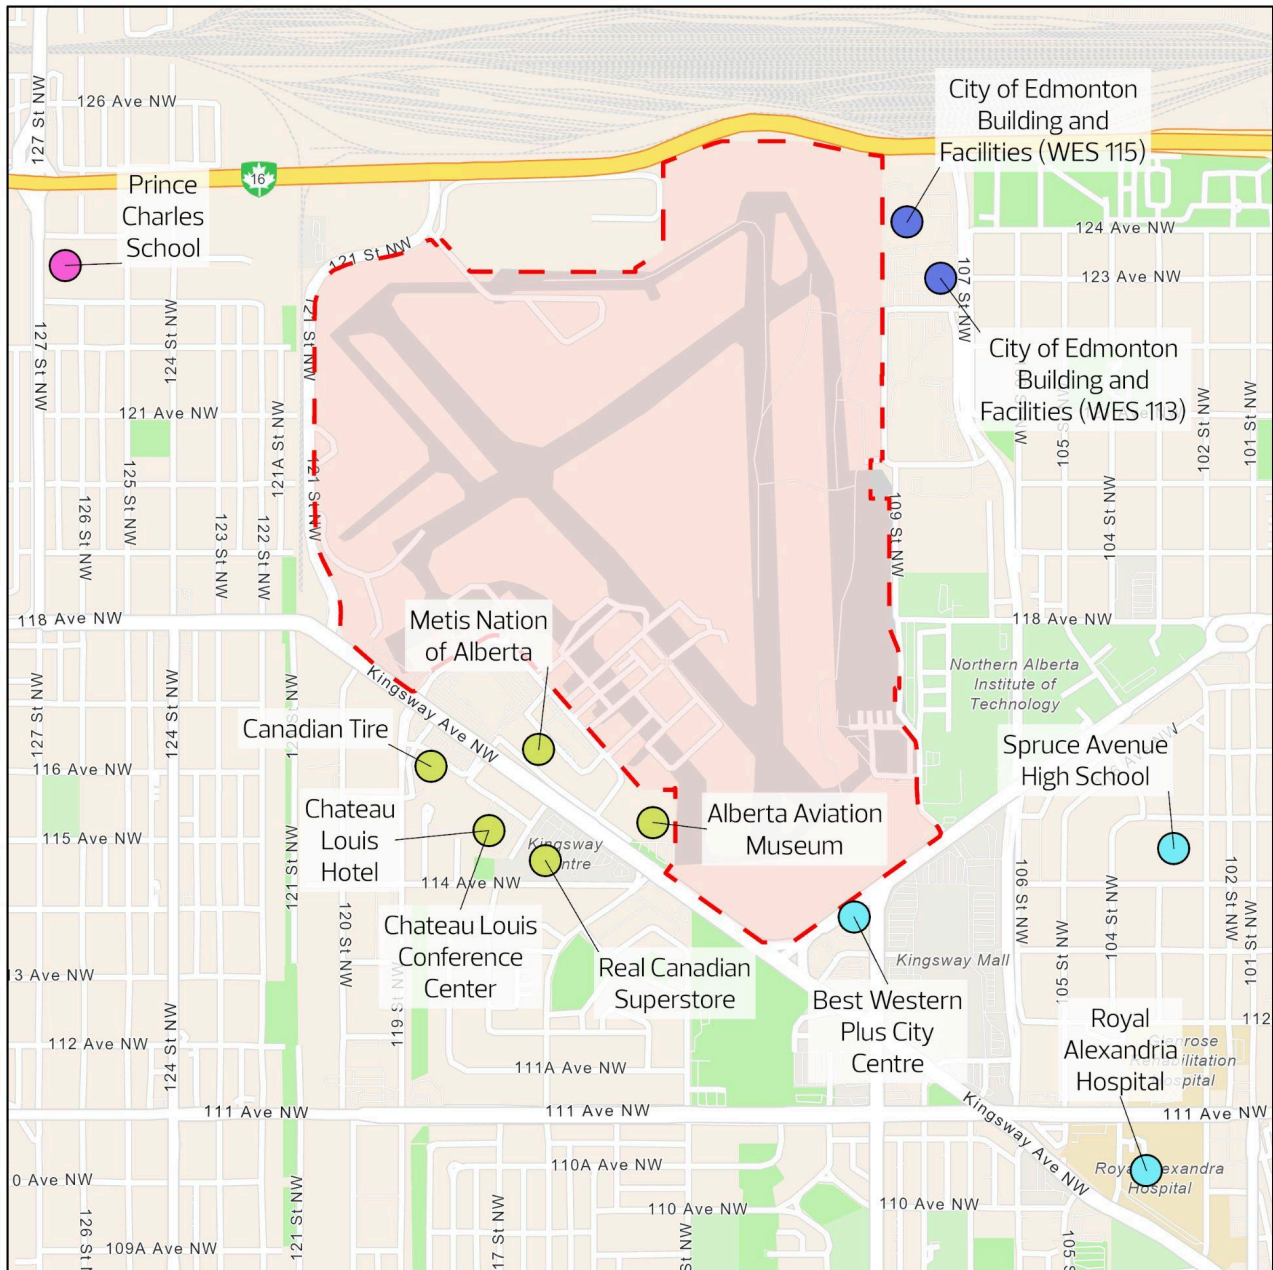 126 Ave NW
127 St NW
16
Prince
Charles
School
City of Edmonton
Building and
Facilities (WES 115)
124 Ave NW
123 Ave NW
107 St NW
City of Edmonton
Building and
Facilities (WES 113)
121 St NW
121 St NW
127 St NW
124 St NW
121 Ave NW
121A St NW
125 St NW
126 St NW
123 St NW
122 St NW
121 St NW
109 St NW
102 St NW
101 St NW
104 St NW
118 Ave NW
118 Ave NW
Metis Nation
of Alberta
Northern Alberta
Institute of
Technology
Kingsway Ave NW
127 St NW
124 St NW
Canadian Tire
116 Ave NW
Spruce Avenue
High School
Chateau
Louis
Hotel
115 Ave NW
Kingsway
Alberta Aviation
Museum
114 Ave NW
121 St NW
120 St NW
119 St NW
Chateau Louis
Conference
Center
Real Canadian
Superstore
Kingsway Mall
106 St NW
105 St NW
104 St NW
102 St NW
101 St NW
Best Western
Plus City
Centre
3 Ave NW
112 Ave NW
124 St NW
111A Ave NW
112
Royal
Alexandria
Hospital
111 Ave NW
111 Ave NW
111 Ave NW
Kingsway Ave NW
110A Ave NW
0 Ave NW
110 Ave NW
110 Ave NW
Hospital
121 St NW
109A Ave NW